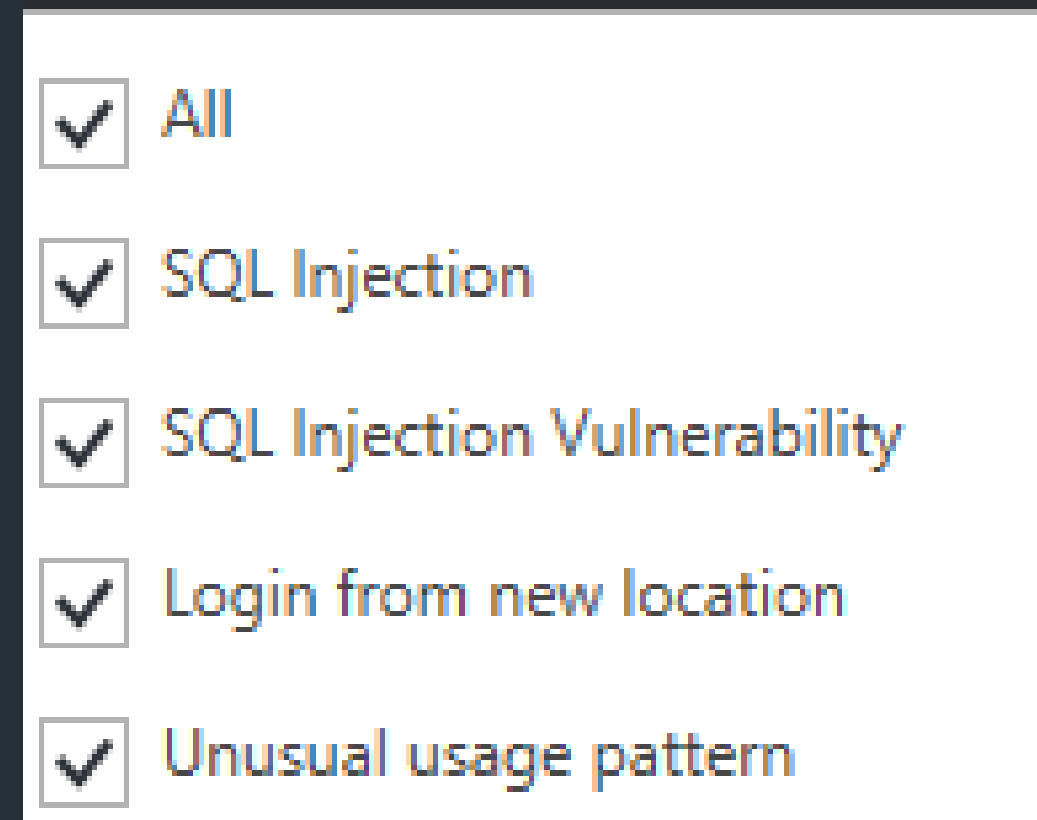 All
SQL Injection
SQL Injection Vulnerability
Login from new location
Unusual usage pattern